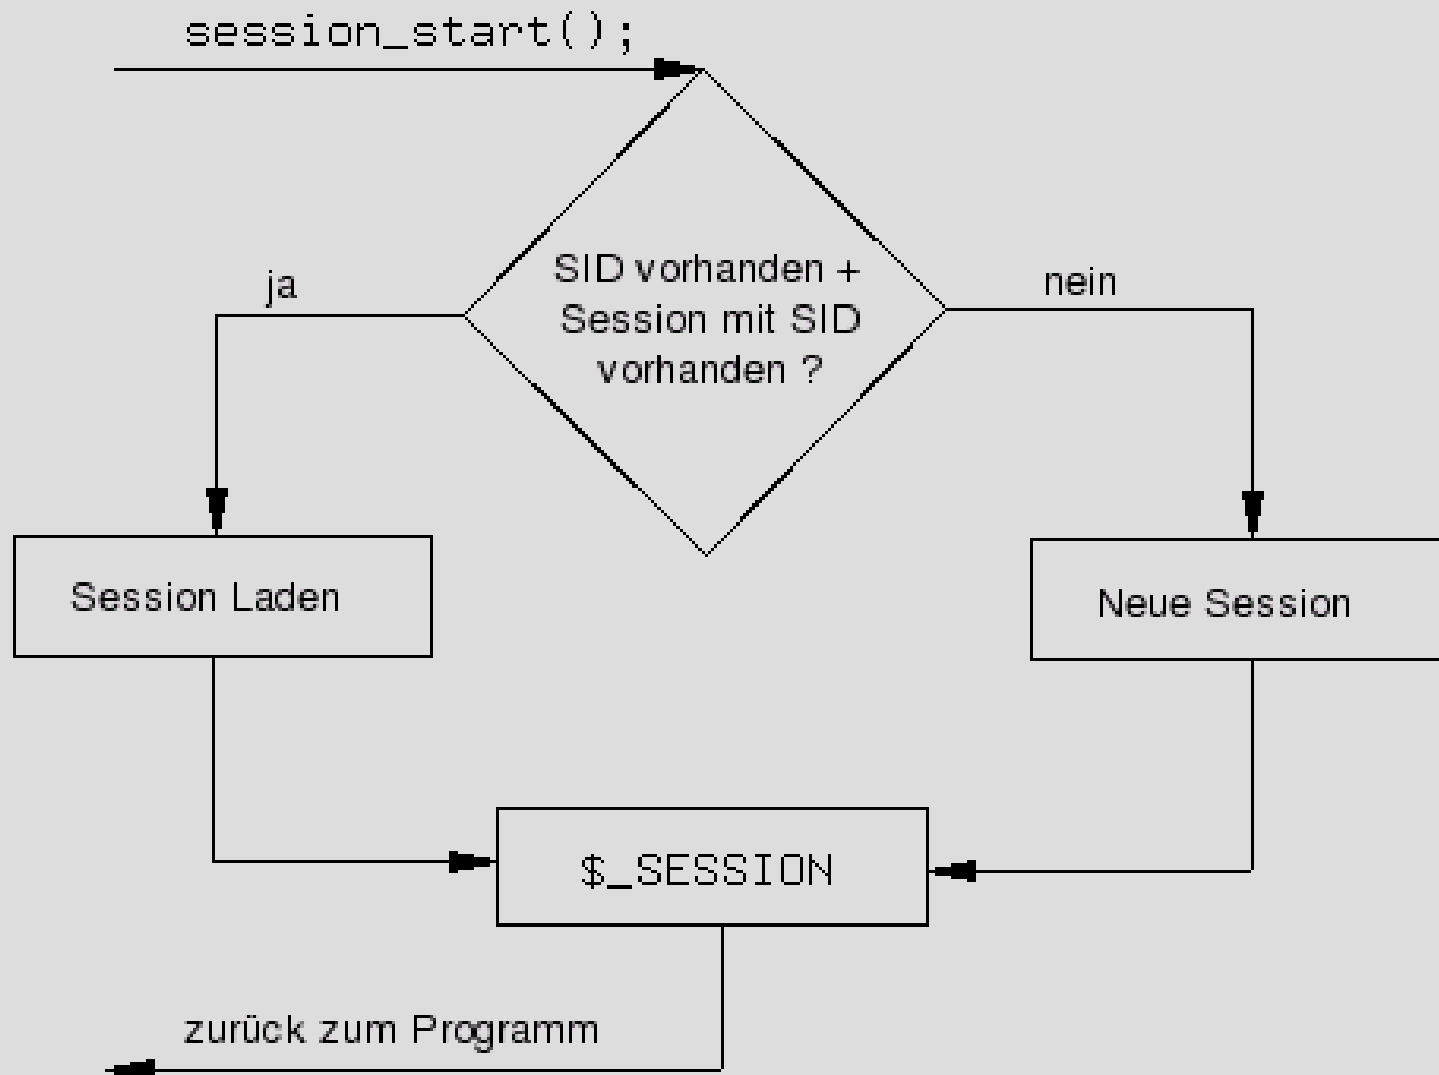 session_start();
SID vorhanden +
Session mit SID
vorhanden ?
ja
nein
Session Laden
Neue Session
$_SESSION
zurück zum Programm